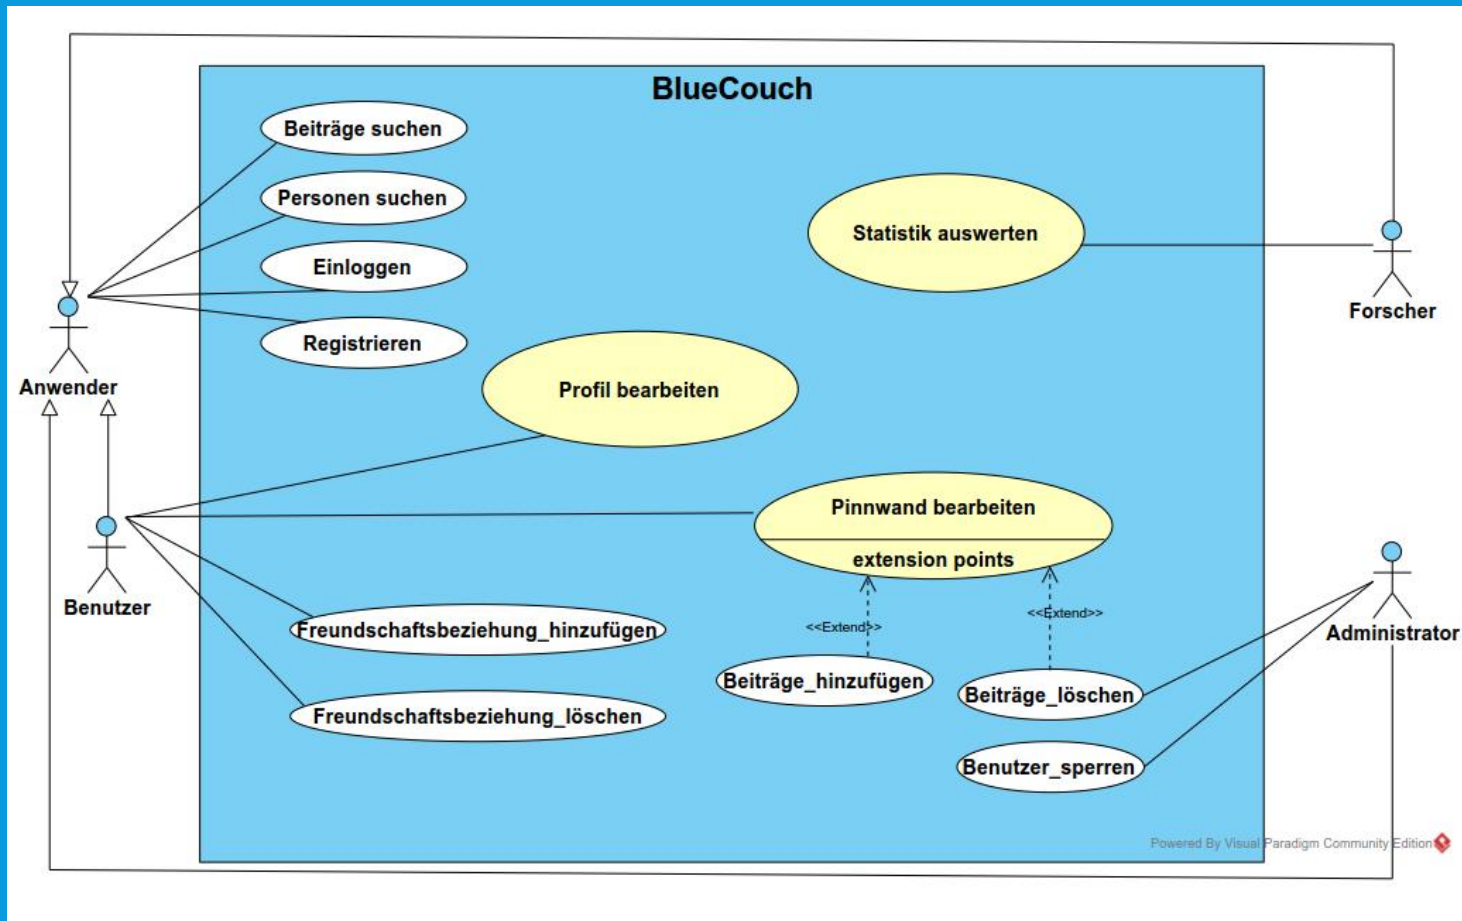 BlueCouch
Beiträge suchen
Personen suchen
Einloggen
Registrieren
Statistik auswerten
Forscher
Anwender
Profil bearbeiten
Pinnwand bearbeiten
extension points
Benutzer
<<Extend>>
<<Extend>>
Administrator
Freundschaftsbeziehung_hinzufügen
Beiträge_hinzufügen
Beiträge_löschen
Freundschaftsbeziehung_löschen
Benutzer_sperren
Powered By Visual Paradigm Community Edition